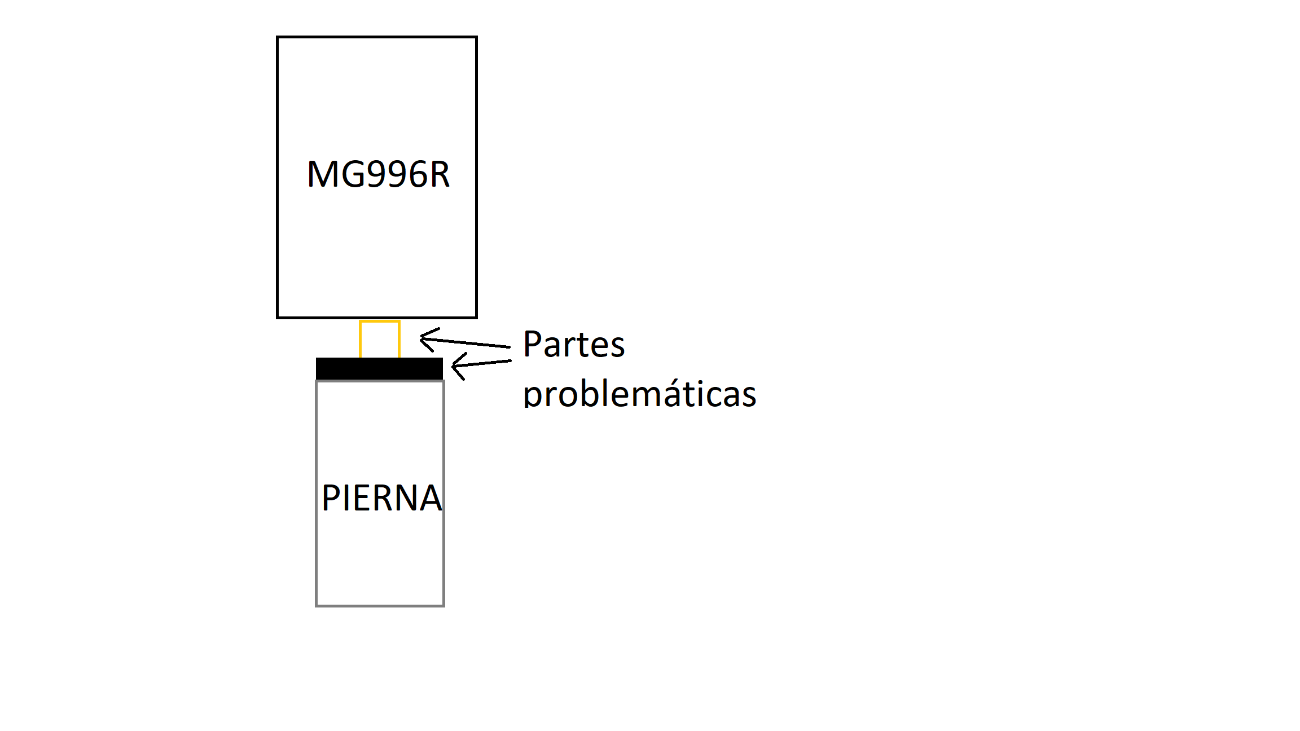 MG996R
Partes
problemáticas
PIERNA